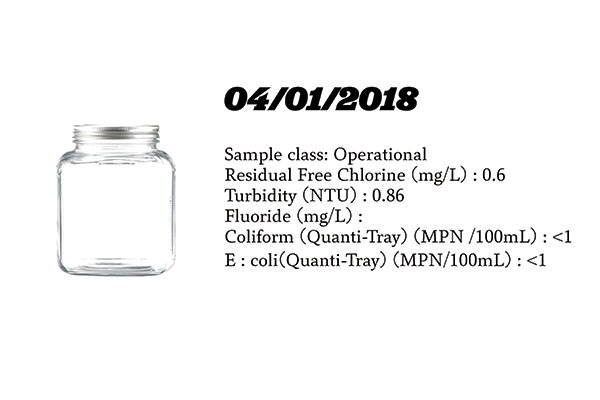 04/01/2018
Sample class: Operational
Residual Free Chlorine (mg/L) : 0.6
Turbidity (NTU) : 0.86
Fluoride (mg/L) :
Coliform (Quanti-Tray) (MPN /100mL) : <1
E : coli(Quanti-Tray) (MPN/100mL) : <1